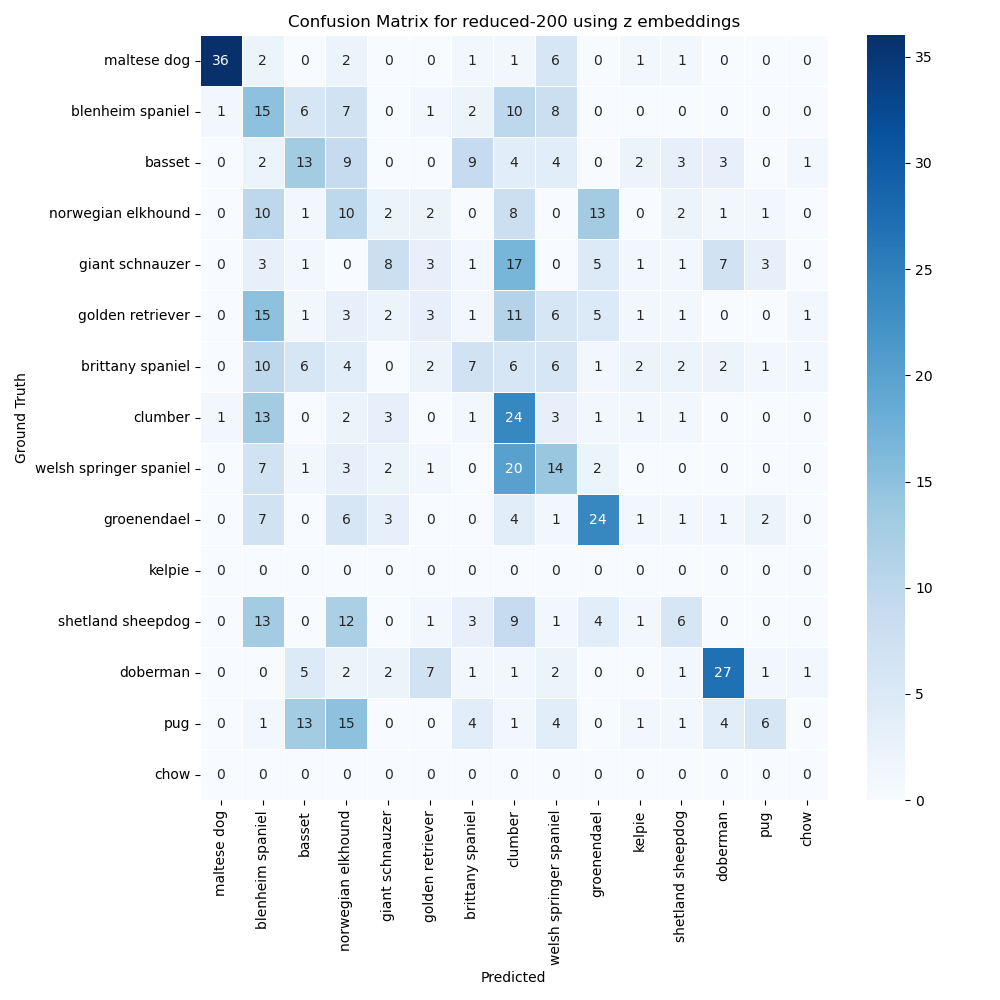 Confusion Matrix for reduced-200 using z embeddings
maltese dog 36 2 0 2 0 0 1 1 6 0 1 1 0 0 0
blenheim spaniel 1 15 6 7 0 1 2 10 8 0 0 0 0 0 0
basset 0 2 13 9 0 0 9 4 4 0 2 3 3 0 1
norwegian elkhound 0 10 1 10 2 2 0 8 0 13 0 2 1 1 0
giant schnauzer 0 3 1 0 8 3 1 17 0 5 1 1 7 3 0
golden retriever 0 15 1 3 2 3 1 11 6 5 1 1 0 0 1
brittany spaniel 0 10 6 4 0 2 7 6 6 1 2 2 2 1 1
clumber 1 13 0 2 3 0 1 24 3 1 1 1 0 0 0
welsh springer spaniel 0 7 1 3 2 1 0 20 14 2 0 0 0 0 0
groenendael 0 7 0 6 3 0 0 4 1 24 1 1 1 2 0
kelpie 0 0 0 0 0 0 0 0 0 0 0 0 0 0 0
shetland sheepdog 0 13 0 12 0 1 3 9 1 4 1 6 0 0 0
doberman 0 0 5 2 2 7 1 1 2 0 0 1 27 1 1
pug 0 1 13 15 0 0 4 1 4 0 1 1 4 6 0
chow 0 0 0 0 0 0 0 0 0 0 0 0 0 0 0
Ground Truth
maltese dog
blenheim spaniel
basset
norwegian elkhound
giant schnauzer
golden retriever
brittany spaniel
clumber
welsh springer spaniel
groenendael
kelpie
shetland sheepdog
doberman
pug
chow
Predicted
35
30
25
20
15
10
5
0